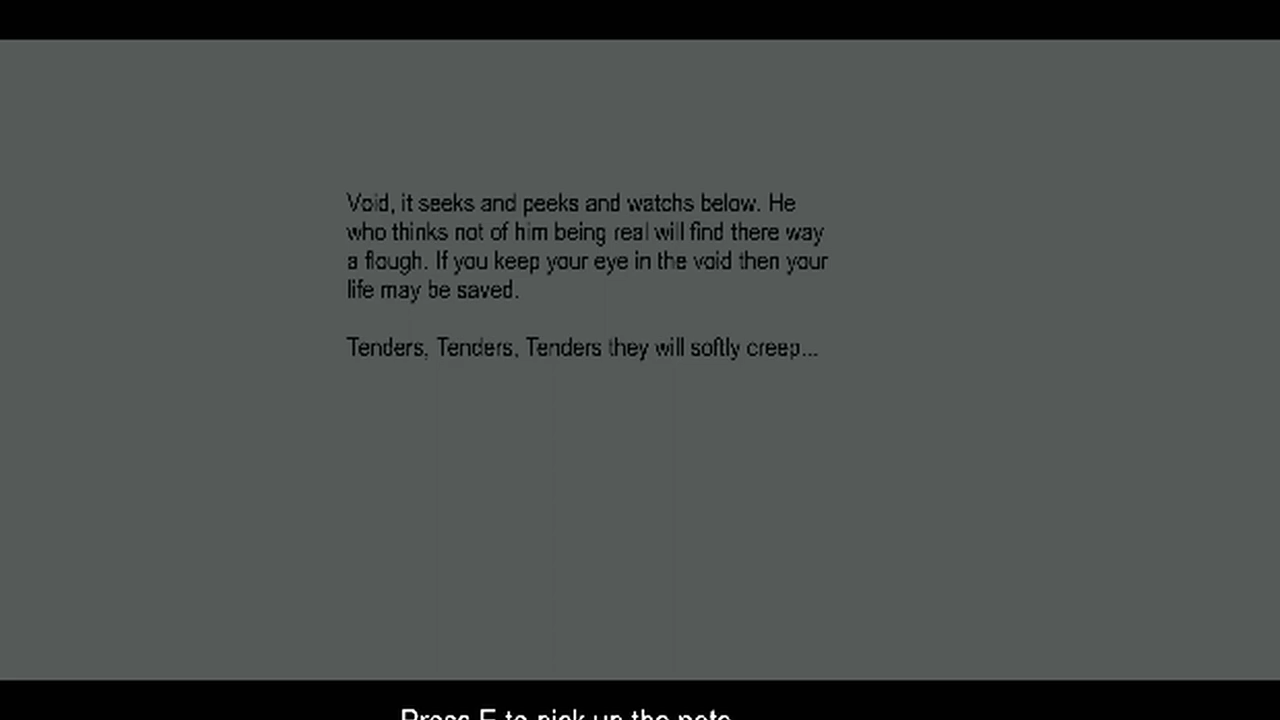 Void, it seeks and peeks and watchs below. He
who thinks not of him being real will find there way
a flough. If you keep your eye in the void then your
life may be saved.
Tenders, Tenders, Tenders they will softly creep...
Press E to pick up the note